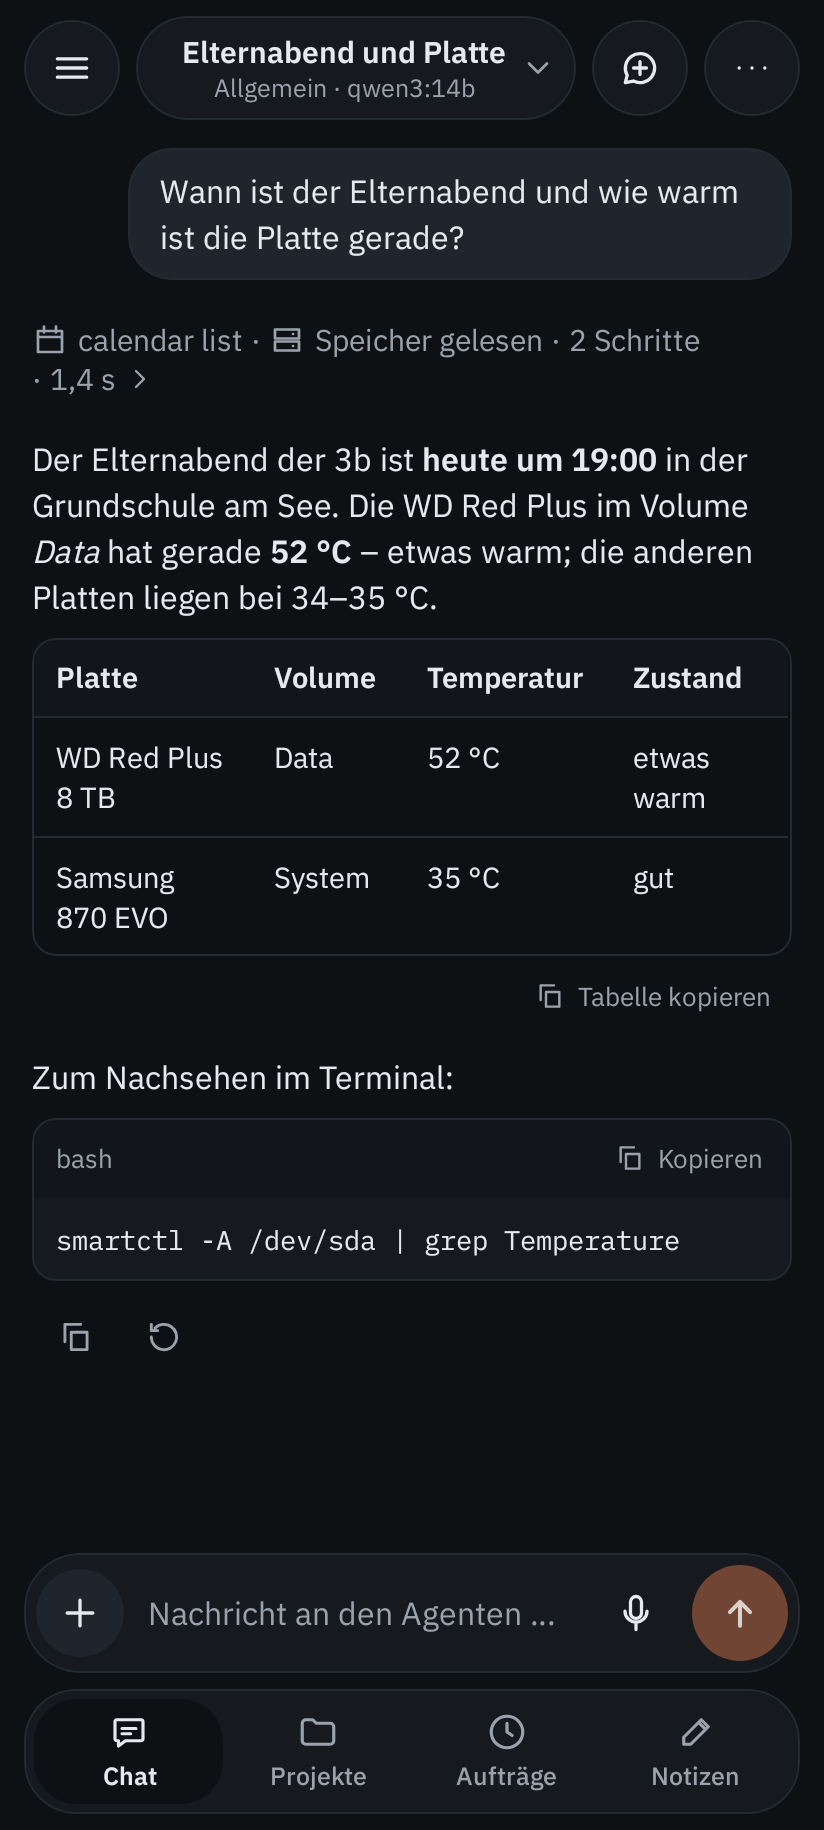 Elternabend und Platte
Allgemein · qwen3:14b
Wann ist der Elternabend und wie warm
ist die Platte gerade?
calendar list · Speicher gelesen · 2 Schritte
· 1,4 s
Der Elternabend der 3b ist heute um 19:00 in der
Grundschule am See. Die WD Red Plus im Volume
Data hat gerade 52 °C – etwas warm; die anderen
Platten liegen bei 34–35 °C.
Platte Volume Temperatur Zustand
WD Red Plus Data 52 °C etwas
8 TB warm
Samsung System 35 °C gut
870 EVO
Tabelle kopieren
Zum Nachsehen im Terminal:
bash Kopieren
smartctl -A /dev/sda | grep Temperature
Nachricht an den Agenten ...
Chat Projekte Aufträge Notizen